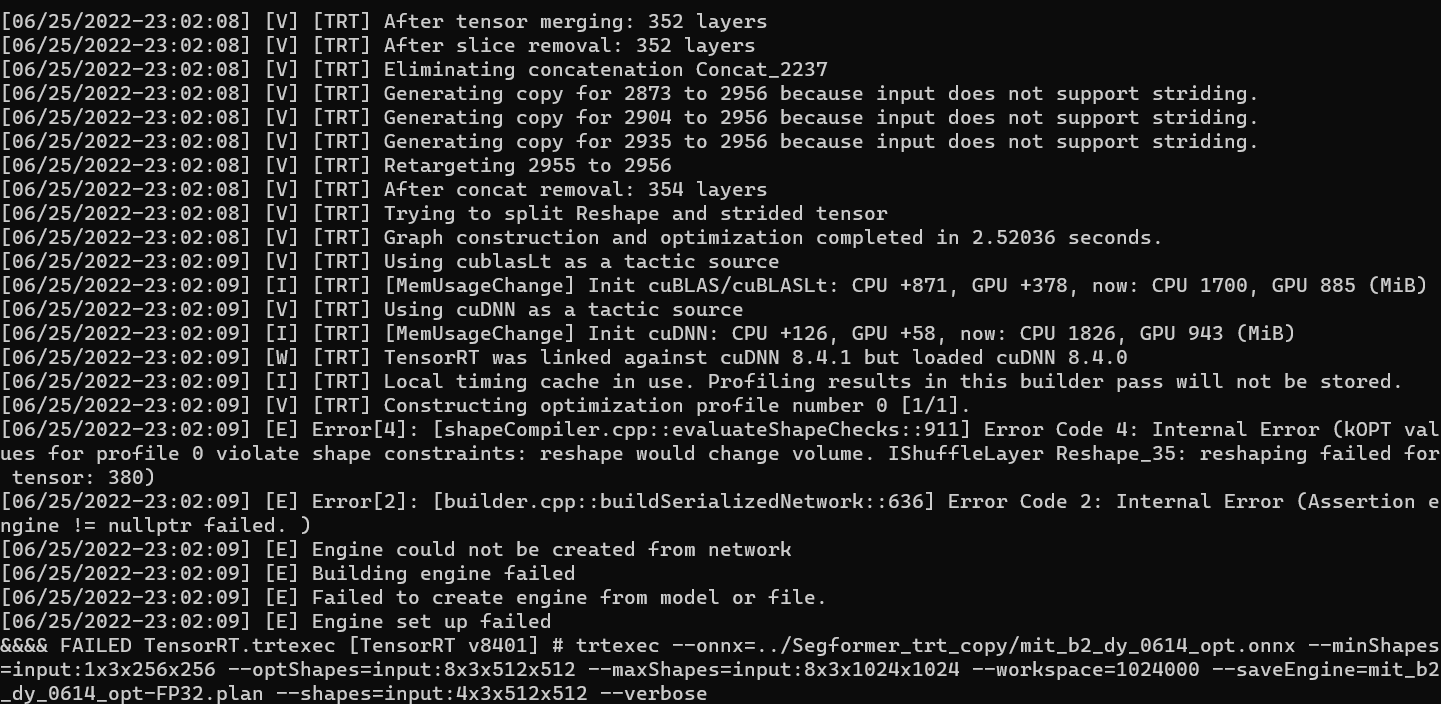 [06/25/2022-23:02:08] [V] [TRT] After tensor merging: 352 layers
[06/25/2022-23:02:08] [V] [TRT] After slice removal: 352 layers
[06/25/2022-23:02:08] [V] [TRT] Eliminating concatenation Concat_2237
[06/25/2022-23:02:08] [V] [TRT] Generating copy for 2873 to 2956 because input does not support striding.
[06/25/2022-23:02:08] [V] [TRT] Generating copy for 2904 to 2956 because input does not support striding.
[06/25/2022-23:02:08] [V] [TRT] Generating copy for 2935 to 2956 because input does not support striding.
[06/25/2022-23:02:08] [V] [TRT] Retargeting 2955 to 2956
[06/25/2022-23:02:08] [V] [TRT] After concat removal: 354 layers
[06/25/2022-23:02:08] [V] [TRT] Trying to split Reshape and strided tensor
[06/25/2022-23:02:08] [V] [TRT] Graph construction and optimization completed in 2.52036 seconds.
[06/25/2022-23:02:09] [V] [TRT] Using cublasLt as a tactic source
[06/25/2022-23:02:09] [I] [TRT] [MemUsageChange] Init cuBLAS/cuBLASLt: CPU +871, GPU +378, now: CPU 1700, GPU 885 (MiB)
[06/25/2022-23:02:09] [V] [TRT] Using cuDNN as a tactic source
[06/25/2022-23:02:09] [I] [TRT] [MemUsageChange] Init cuDNN: CPU +126, GPU +58, now: CPU 1826, GPU 943 (MiB)
[06/25/2022-23:02:09] [W] [TRT] TensorRT was linked against cuDNN 8.4.1 but loaded cuDNN 8.4.0
[06/25/2022-23:02:09] [I] [TRT] Local timing cache in use. Profiling results in this builder pass will not be stored.
[06/25/2022-23:02:09] [V] [TRT] Constructing optimization profile number 0 [1/1].
[06/25/2022-23:02:09] [E] Error[4]: [shapeCompiler.cpp::evaluateShapeChecks::911] Error Code 4: Internal Error (kOPT val
ues for profile 0 violate shape constraints: reshape would change volume. IShuffleLayer Reshape_35: reshaping failed for
 tensor: 380)
[06/25/2022-23:02:09] [E] Error[2]: [builder.cpp::buildSerializedNetwork::636] Error Code 2: Internal Error (Assertion e
ngine != nullptr failed. )
[06/25/2022-23:02:09] [E] Engine could not be created from network
[06/25/2022-23:02:09] [E] Building engine failed
[06/25/2022-23:02:09] [E] Failed to create engine from model or file.
[06/25/2022-23:02:09] [E] Engine set up failed
&&&& FAILED TensorRT.trtexec [TensorRT v8401] # trtexec --onnx=../Segformer_trt_copy/mit_b2_dy_0614_opt.onnx --minShapes
=input:1x3x256x256 --optShapes=input:8x3x512x512 --maxShapes=input:8x3x1024x1024 --workspace=1024000 --saveEngine=mit_b2
_dy_0614_opt-FP32.plan --shapes=input:4x3x512x512 --verbose